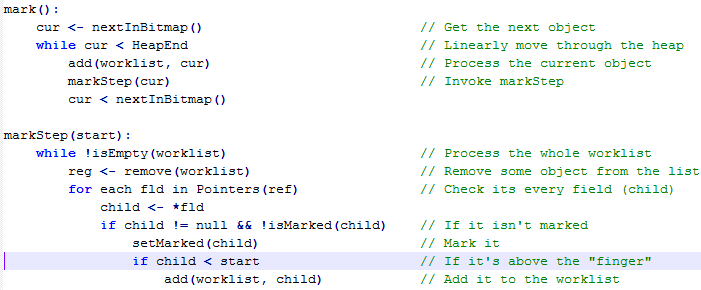 mark():
    cur <- nextInBitmap()                           // Get the next object
    while cur < HeapEnd                             // Linearly move through the heap
        add(worklist, cur)                          // Process the current object
        markStep(cur)                               // Invoke markStep
        cur < nextInBitmap()

markStep(start):
    while !isEmpty(worklist)                        // Process the whole worklist
        reg <- remove(worklist)                     // Remove some object from the list
        for each fld in Pointers(ref)               // Check its every field (child)
            child <- *fld
            if child != null && !isMarked(child)    // If it isn't marked
                setMarked(child)                    // Mark it
                if child < start                    // If it's above the "finger"
                    add(worklist, child)            // Add it to the worklist